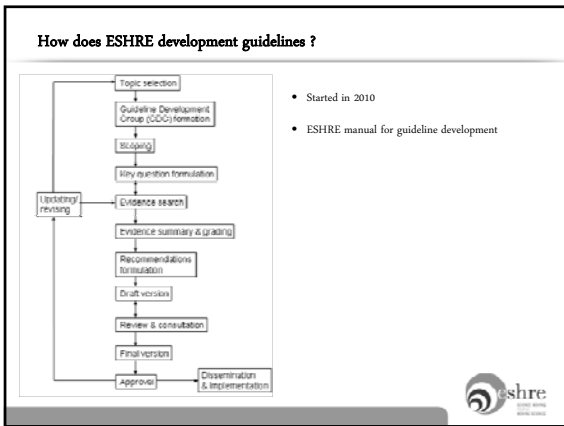 How does ESHRE development guidelines ?
Topic selection
Guideline Development
Group (GDG) formation
Scoping
Key question formulation
Updating/
revising
Evidence search
Evidence summary & grading
Recommendations
formulation
Draft version
Review & consultation
Final version
Approval
Dissemination
& Implementation
• Started in 2010
• ESHRE manual for guideline development
eshre